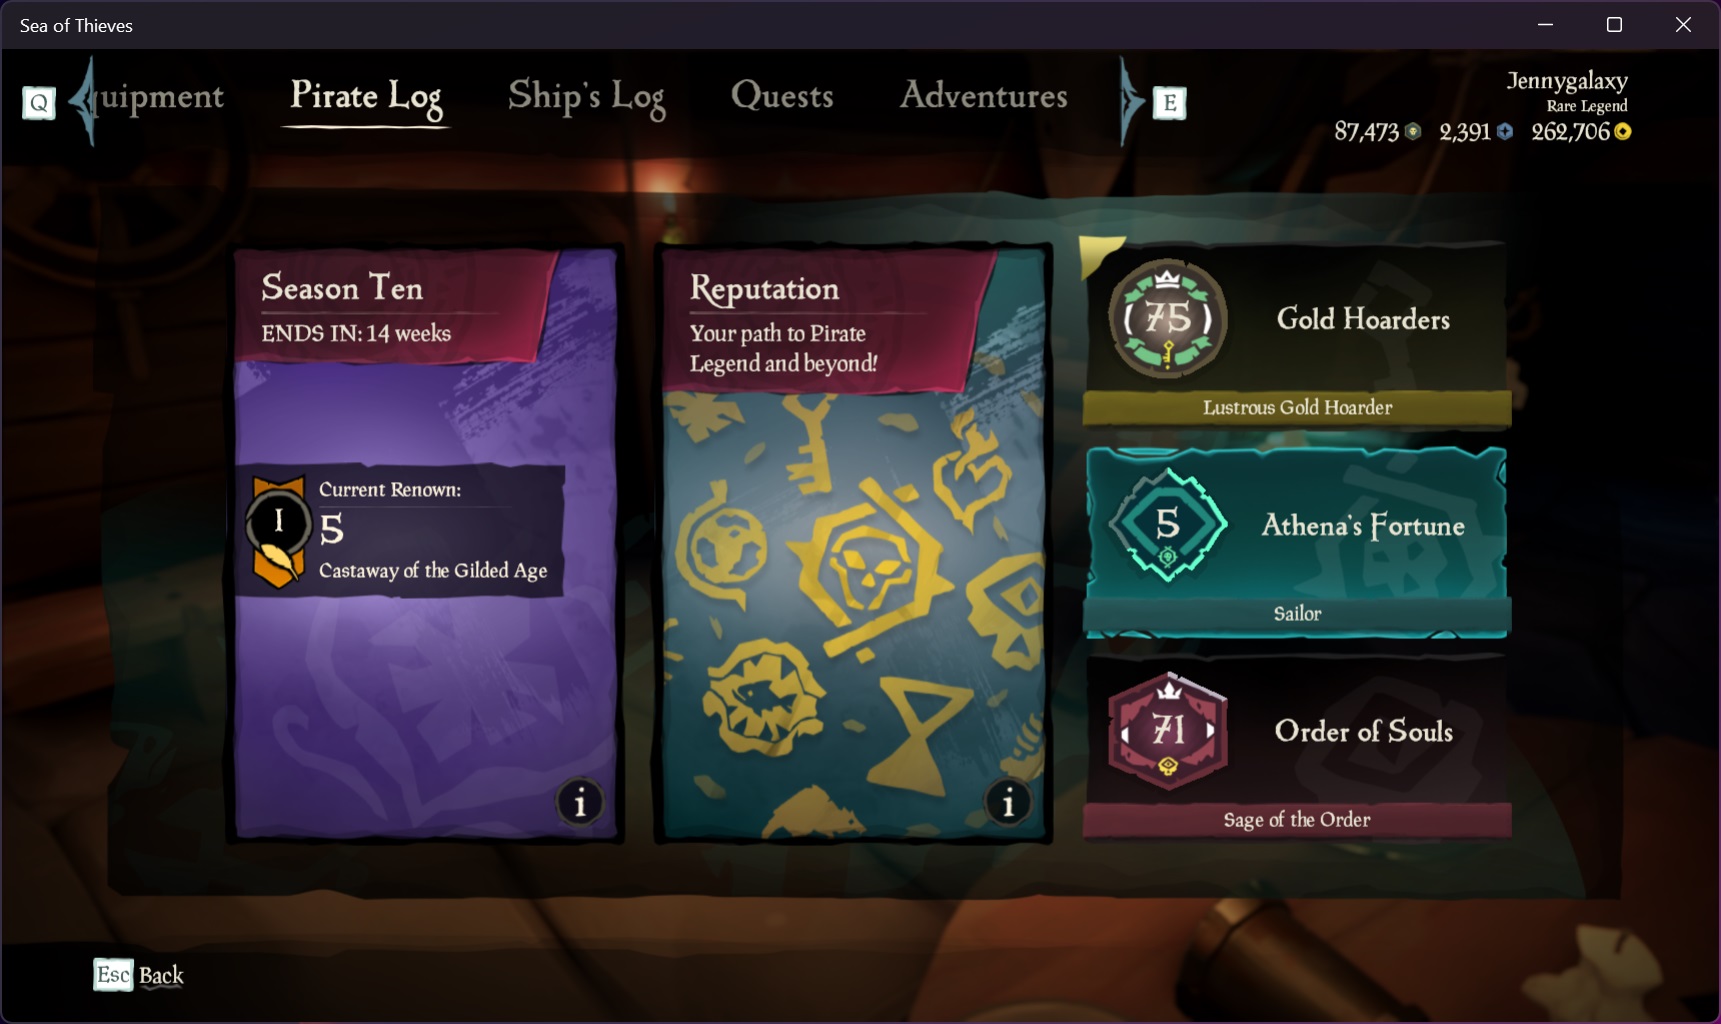 Sea of Thieves
Q
quipment
Pirate Log
Ship's Log
Quests
Adventures
E
Jennygalaxy
Rare Legend
87,473 2,391 262,706
Season Ten
ENDS IN: 14 weeks
I
Current Renown:
5
Castaway of the Gilded Age
i
Reputation
Your path to Pirate
Legend and beyond!
i
75
Gold Hoarders
Lustrous Gold Hoarder
5
Athena's Fortune
Sailor
71
Order of Souls
Sage of the Order
Esc Back